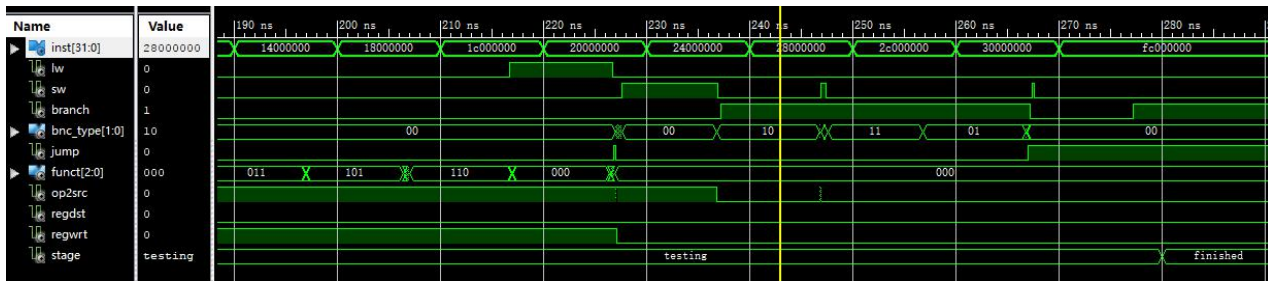 Name Value 190 ns 200 ns 210 ns 220 ns 230 ns 240 ns 250 ns 260 ns 270 ns 280 ns
inst[31:0] 28000000 14000000 18000000 1c000000 20000000 24000000 28000000 2c000000 30000000 fc000000
lw 0
sw 0
branch 1
bnc_type[1:0] 10 00 00 10 11 01 00
jump 0
funct[2:0] 000 011 101 110 000 000
op2src 0
regdst 0
regwrt 0
stage testing testing finished